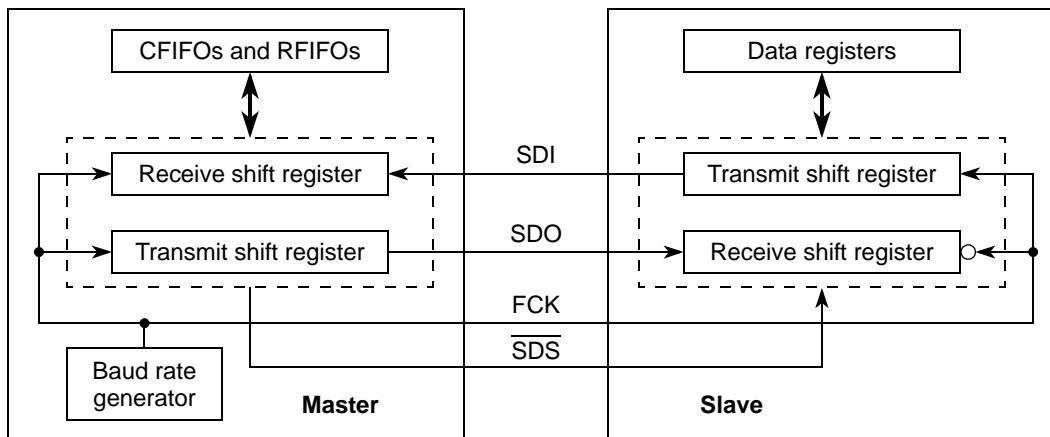 CFIFOs and RFIFOs
Data registers
SDI
Receive shift register
Transmit shift register
SDO
Transmit shift register
Receive shift register
FCK
SDS
Baud rate
generator
Master
Slave